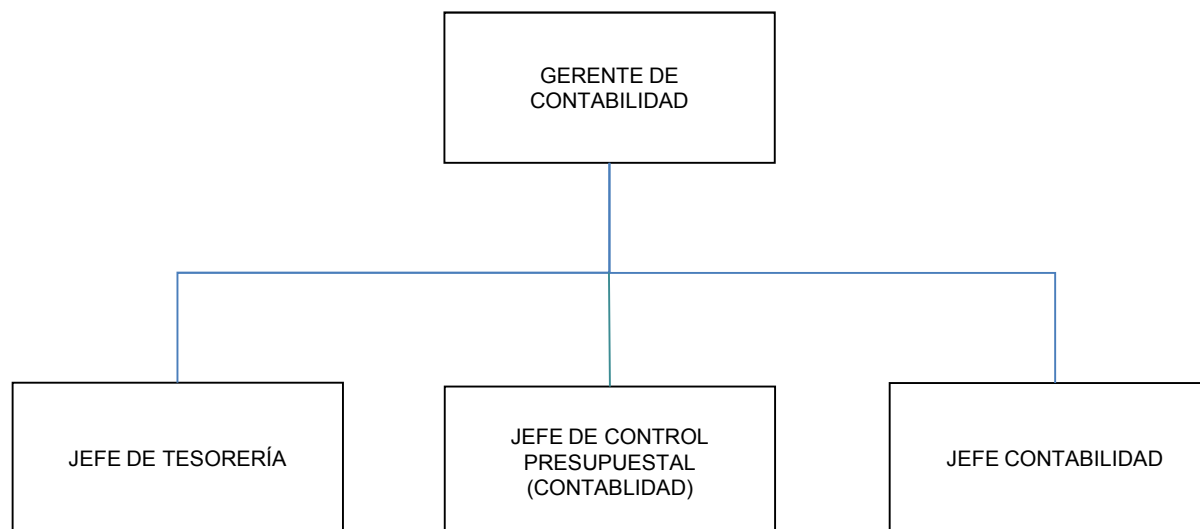 GERENTE DE
CONTABILIDAD
JEFE DE TESORERÍA
JEFE DE CONTROL
PRESUPUESTAL
(CONTABLIDAD)
JEFE CONTABILIDAD